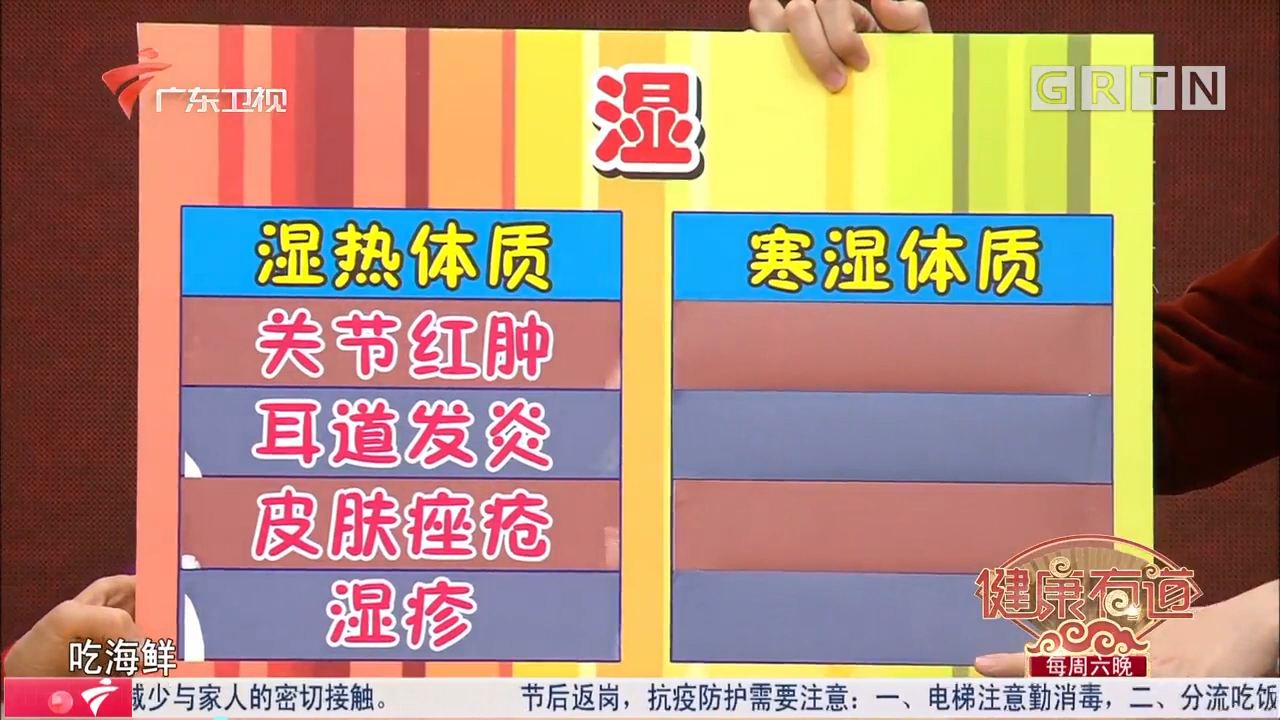 广东卫视
GRTN
湿
湿热体质
寒湿体质
关节红肿
耳道发炎
皮肤痤疮
湿疹
健康有道
每周六晚
吃海鲜
减少与家人的密切接触。 节后返岗，抗疫防护需要注意：一、电梯注意勤消毒，二、分流吃饭